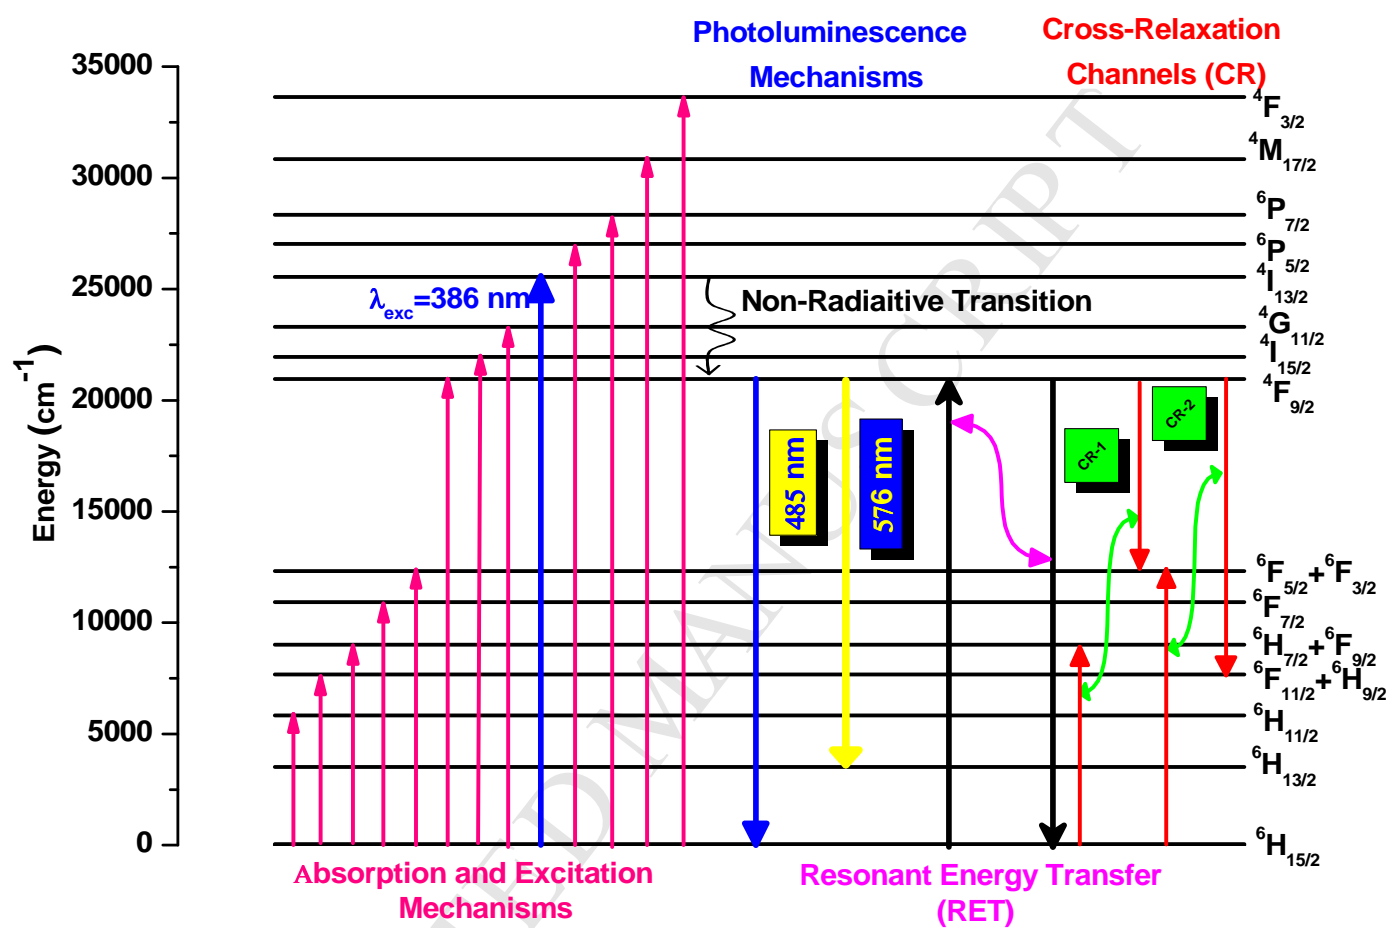 Photoluminescence
Mechanisms
Cross-Relaxation
Channels (CR)
35000
30000
25000
20000
15000
10000
5000
0
Energy (cm-1)
λexc=386 nm
Non-Radiaitive Transition
485 nm
576 nm
CR-1
CR-2
4F3/2
4M17/2
6P7/2
6P5/2
4I13/2
4G11/2
4I15/2
4F9/2
6F5/2+6F3/2
6F7/2
6H7/2+6F9/2
6F11/2+6H9/2
6H11/2
6H13/2
6H15/2
Absorption and Excitation
Mechanisms
Resonant Energy Transfer
(RET)
ED MANUSCRIPT